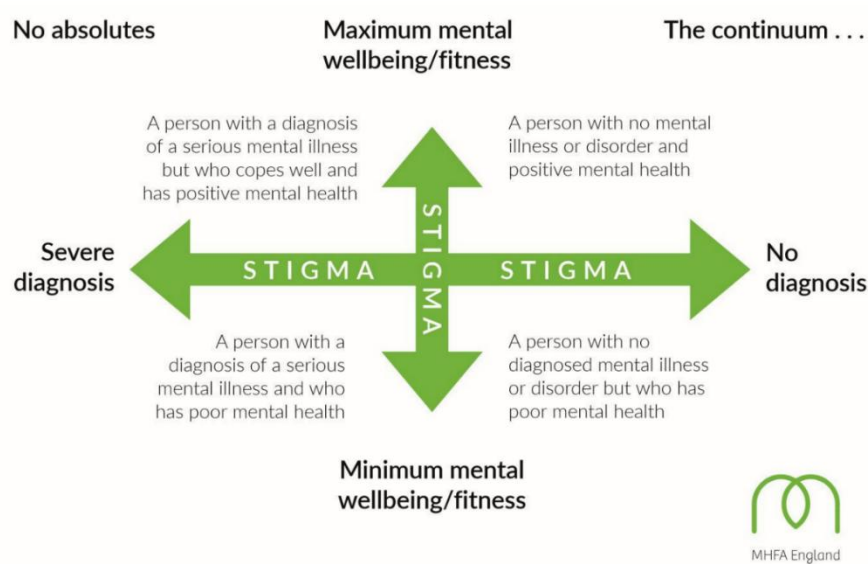 No absolutes
Maximum mental
wellbeing/fitness
The continuum . . .
A person with a diagnosis
of a serious mental illness
but who copes well and
has positive mental health
A person with no mental
illness or disorder and
positive mental health
Severe
diagnosis
STIGMA
STIGMA
STIGMA
No
diagnosis
A person with a
diagnosis of a serious
mental illness and who
has poor mental health
A person with no
diagnosed mental illness
or disorder but who has
poor mental health
Minimum mental
wellbeing/fitness
MHFA England